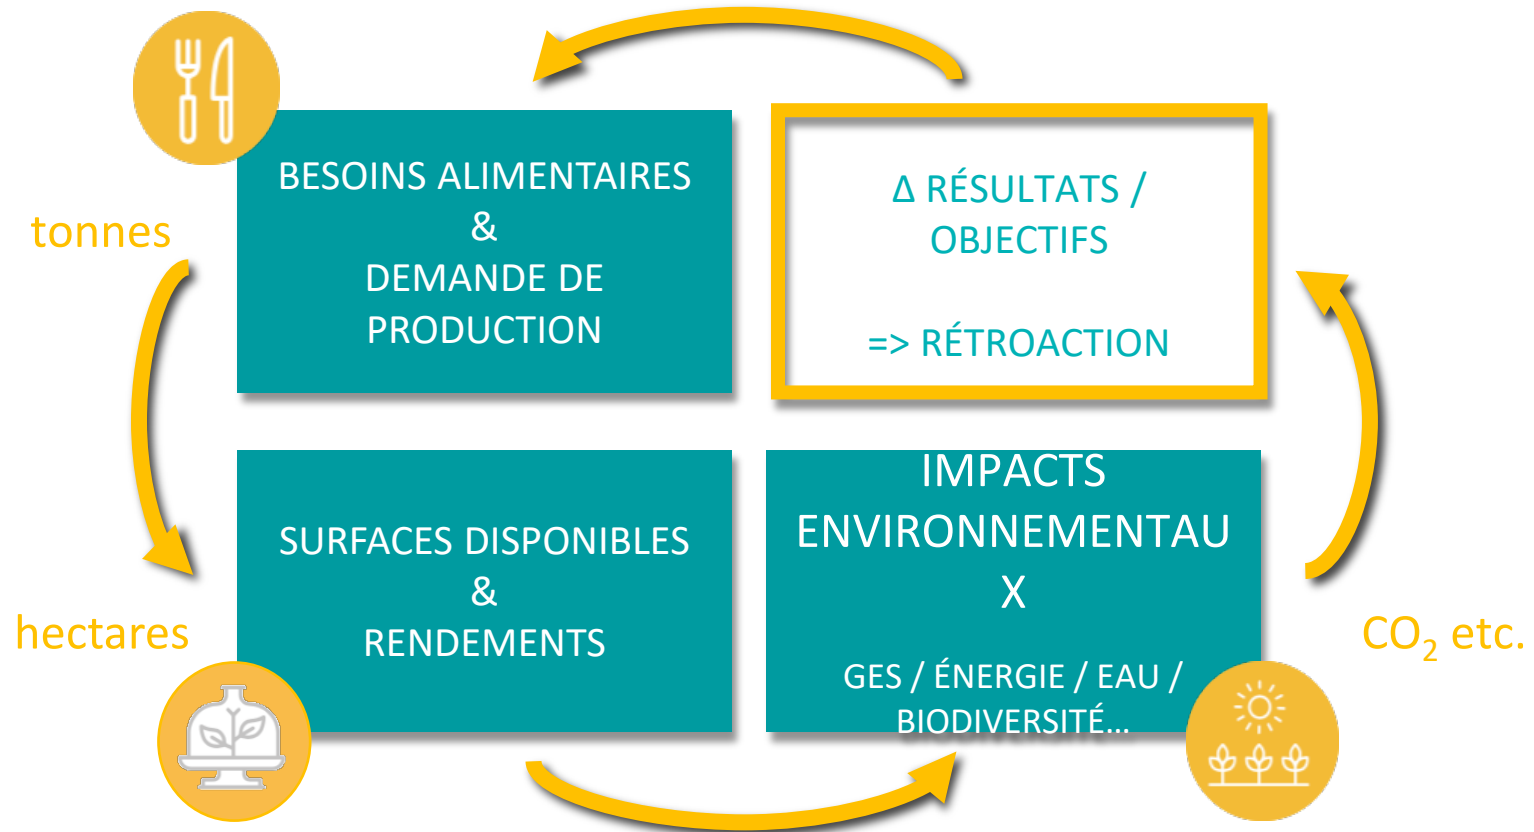 BESOINS ALIMENTAIRES
&
DEMANDE DE
PRODUCTION
Δ RÉSULTATS /
OBJECTIFS
=> RÉTROACTION
tonnes
SURFACES DISPONIBLES
&
RENDEMENTS
IMPACTS
ENVIRONNEMENTAU
X
GES / ÉNERGIE / EAU /
BIODIVERSITÉ…
hectares
CO₂ etc.